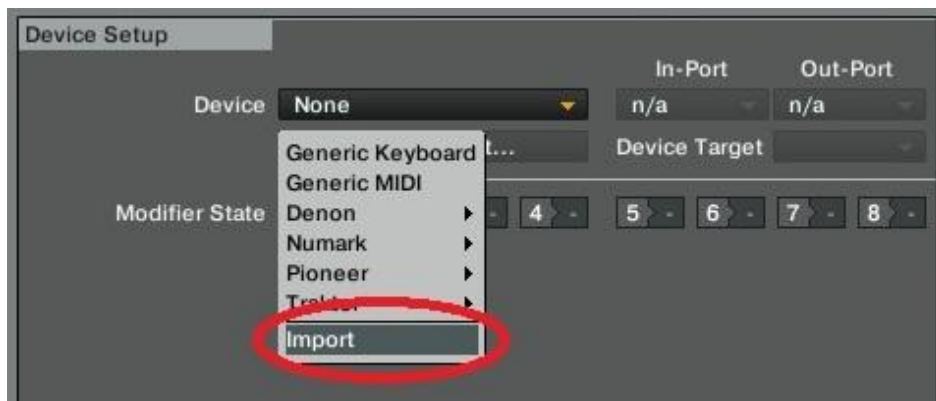 Device Setup
In-Port Out-Port
Device None n/a n/a
Generic Keyboard t... Device Target
Generic MIDI
Modifier State Denon - 4 - 5 - 6 - 7 - 8 -
Numark
Pioneer
Traktor
Import